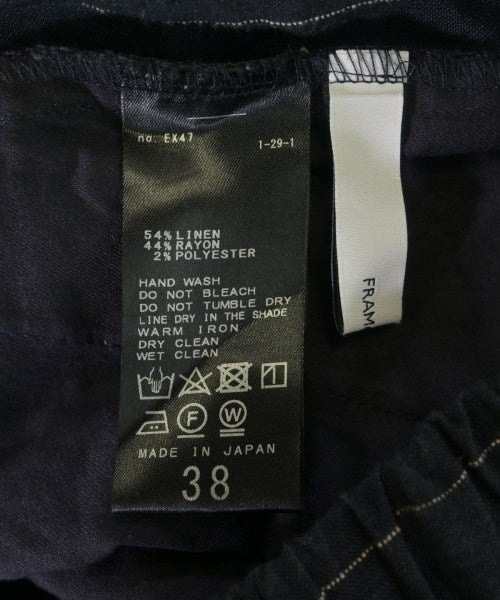 no. EX47
1-29-1
54% LINEN
44% RAYON
2% POLYESTER
HAND WASH
DO NOT BLEACH
DO NOT TUMBLE DRY
LINE DRY IN THE SHADE
WARM IRON
DRY CLEAN
WET CLEAN
F W
MADE IN JAPAN
38
FRAM